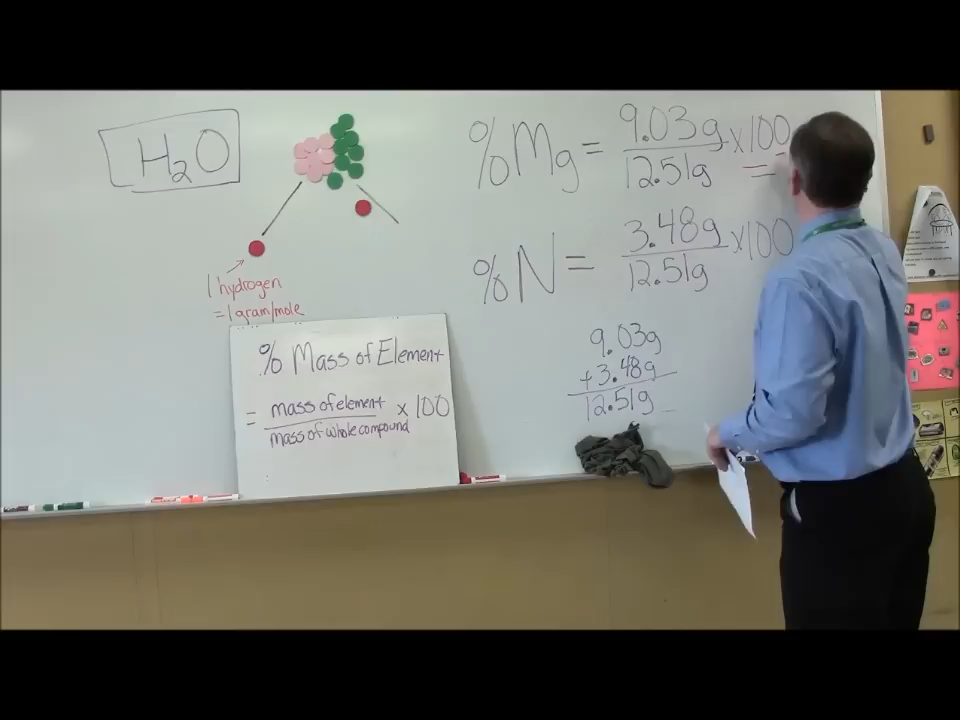 H₂O
1 hydrogen
= 1 gram/mole
% Mass of Element
= mass of element / mass of whole compound x 100
% Mg = 9.03g / 12.51g x 100
=
% N = 3.48g / 12.51g x 100
9.03g
+3.48g
12.51g